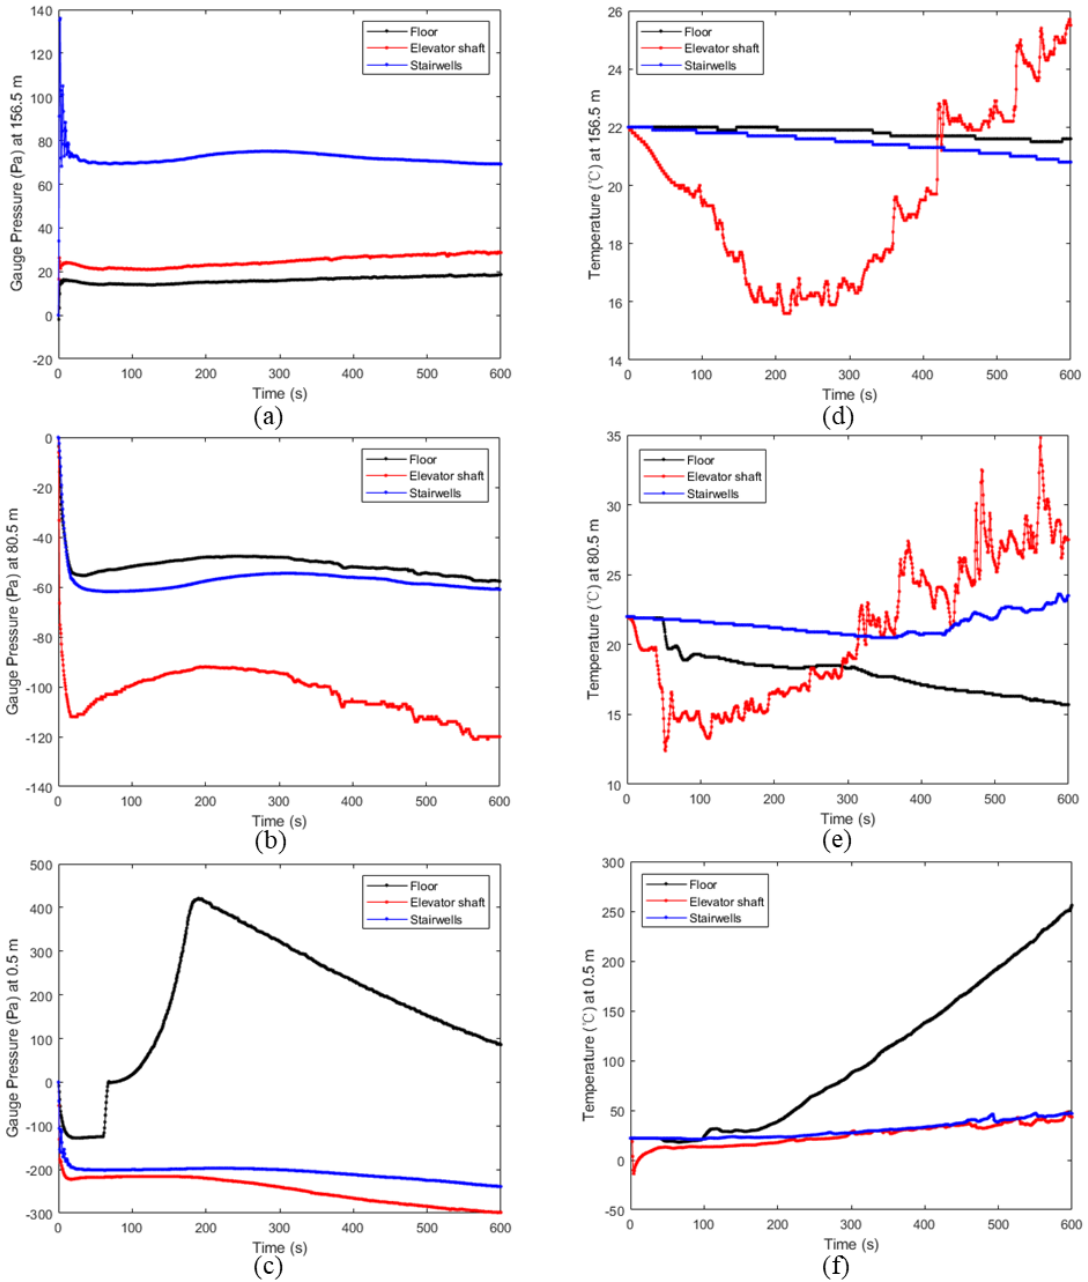 140
120
100
80
60
40
20
0
-20
Gauge Pressure (Pa) at 156.5 m
Floor
Elevator shaft
Stairwells
0 100 200 300 400 500 600
Time (s)
(a)
26
24
22
20
18
16
14
Temperature (℃) at 156.5 m
Floor
Elevator shaft
Stairwells
0 100 200 300 400 500 600
Time (s)
(d)
0
-20
-40
-60
-80
-100
-120
-140
Gauge Pressure (Pa) at 80.5 m
Floor
Elevator shaft
Stairwells
0 100 200 300 400 500 600
Time (s)
(b)
35
30
25
20
15
10
Temperature (℃) at 80.5 m
Floor
Elevator shaft
Stairwells
0 100 200 300 400 500 600
Time (s)
(e)
500
400
300
200
100
0
-100
-200
-300
Gauge Pressure (Pa) at 0.5 m
Floor
Elevator shaft
Stairwells
0 100 200 300 400 500 600
Time (s)
(c)
300
250
200
150
100
50
0
-50
Temperature (℃) at 0.5 m
Floor
Elevator shaft
Stairwells
0 100 200 300 400 500 600
Time (s)
(f)